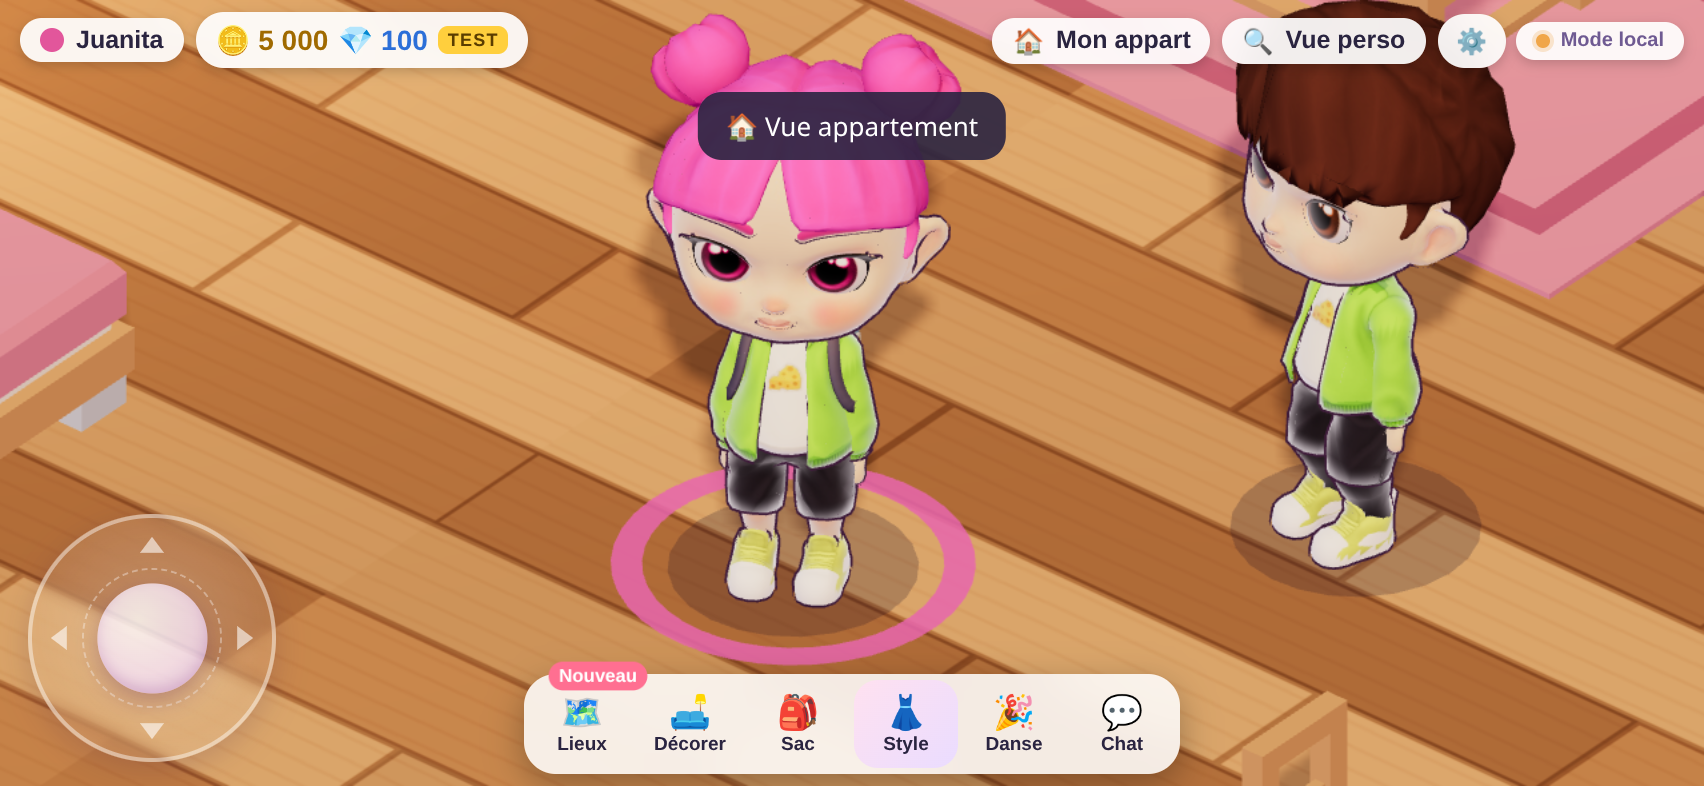 Juanita
5 000 100 TEST
Mon appart
Vue perso
Mode local
Vue appartement
Nouveau
Lieux
Décorer
Sac
Style
Danse
Chat